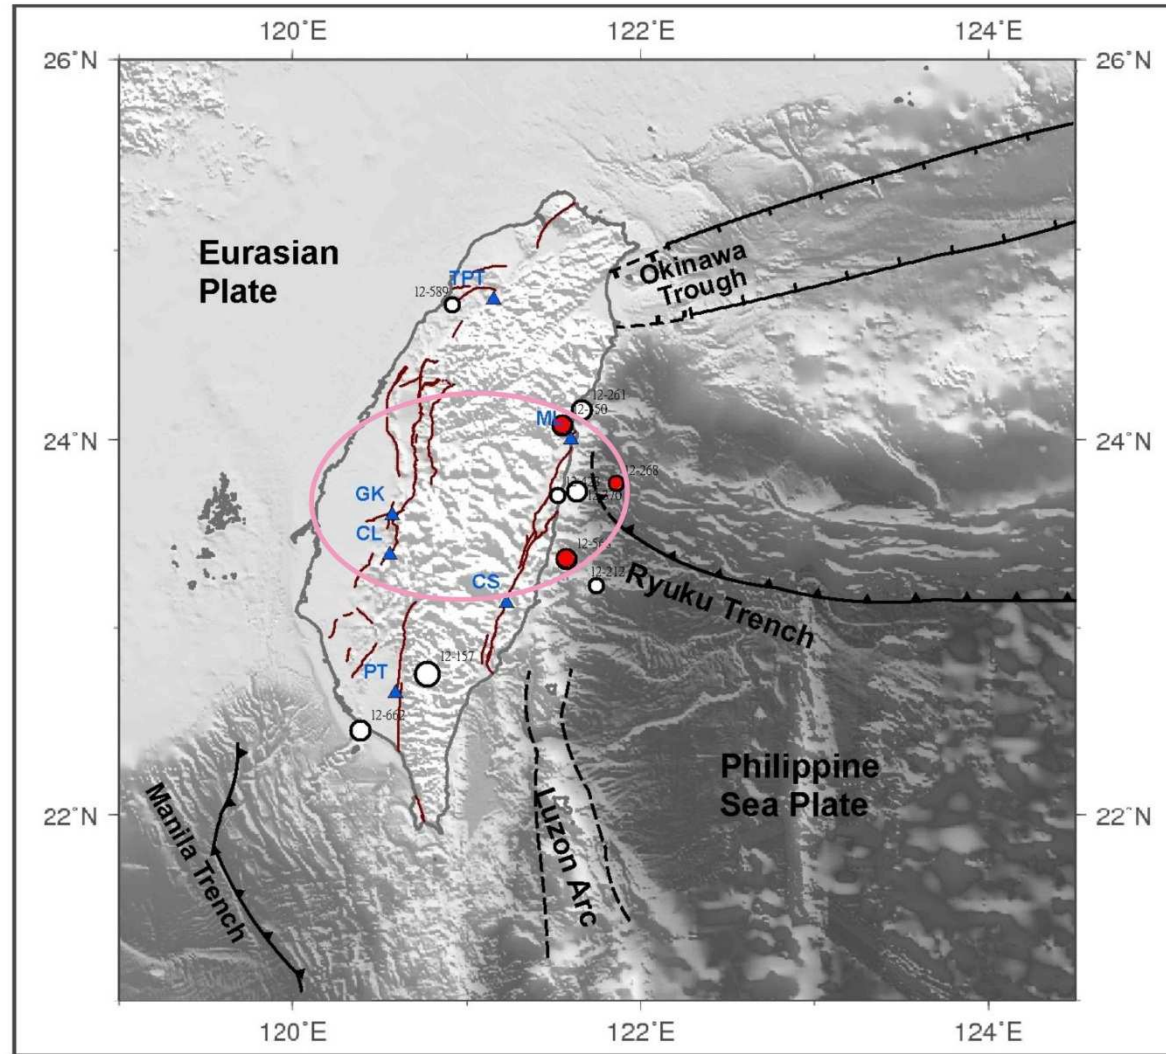 120˚E
122˚E
124˚E
26˚N
26˚N
Eurasian
Plate
Okinawa
Trough
TPT
12-589
12-261
24˚N
24˚N
12-268
GK
CL
CS
12-212
Ryuku Trench
12-157
PT
12-662
Philippine
Sea Plate
22˚N
22˚N
Manila
Trench
Luzon Arc
120˚E
122˚E
124˚E